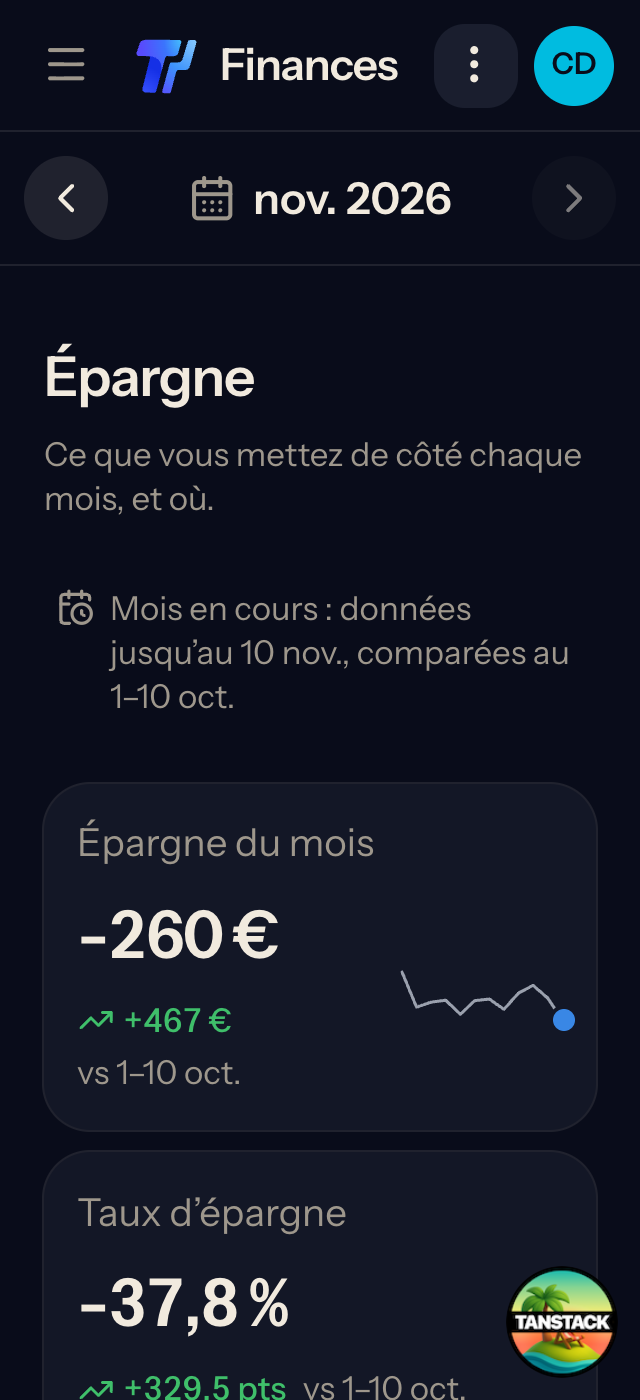 Finances
CD
nov. 2026
Épargne
Ce que vous mettez de côté chaque
mois, et où.
Mois en cours : données
jusqu’au 10 nov., comparées au
1–10 oct.
Épargne du mois
−260 €
+467 €
vs 1–10 oct.
Taux d’épargne
−37,8 %
TANSTACK
+329,5 pts vs 1–10 oct.